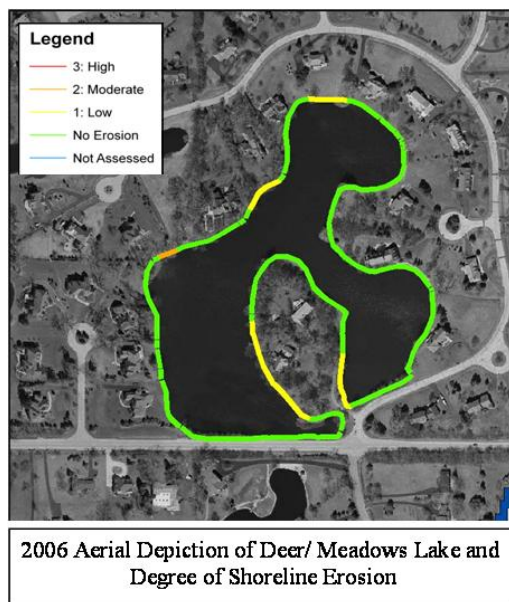 Legend
3: High
2: Moderate
1: Low
No Erosion
Not Assessed
2006 Aerial Depiction of Deer/ Meadows Lake and
Degree of Shoreline Erosion